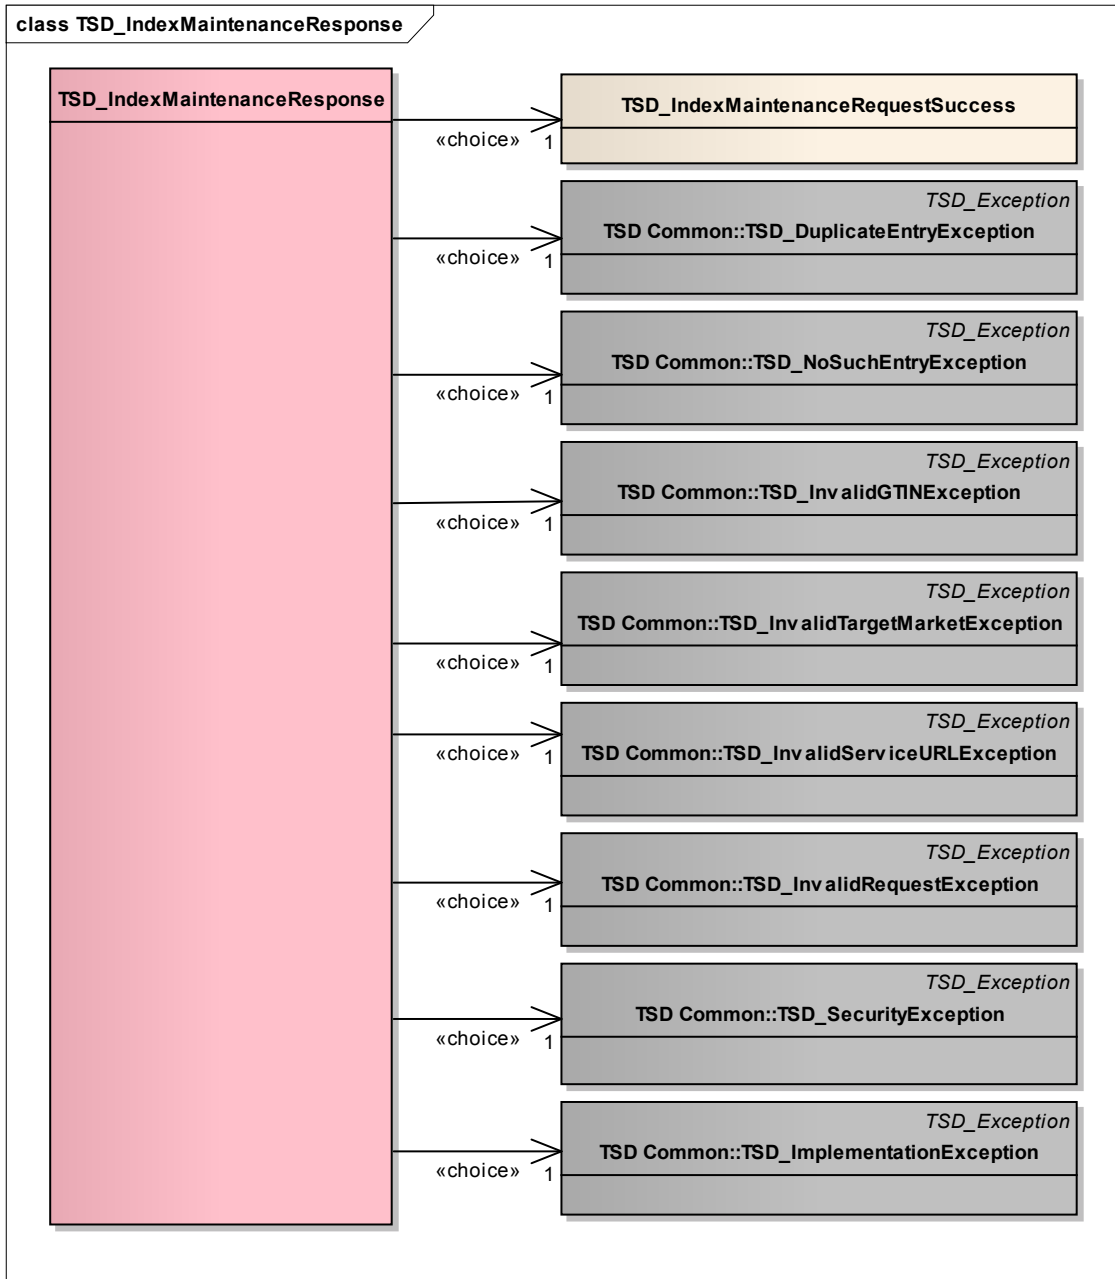 class TSD_IndexMaintenanceResponse
TSD_IndexMaintenanceResponse
TSD_IndexMaintenanceRequestSuccess
«choice» 1
TSD_Exception
TSD Common::TSD_DuplicateEntryException
«choice» 1
TSD_Exception
TSD Common::TSD_NoSuchEntryException
«choice» 1
TSD_Exception
TSD Common::TSD_InvalidGTINException
«choice» 1
TSD_Exception
TSD Common::TSD_InvalidTargetMarketException
«choice» 1
TSD_Exception
TSD Common::TSD_InvalidServiceURLException
«choice» 1
TSD_Exception
TSD Common::TSD_InvalidRequestException
«choice» 1
TSD_Exception
TSD Common::TSD_SecurityException
«choice» 1
TSD_Exception
TSD Common::TSD_ImplementationException
«choice» 1